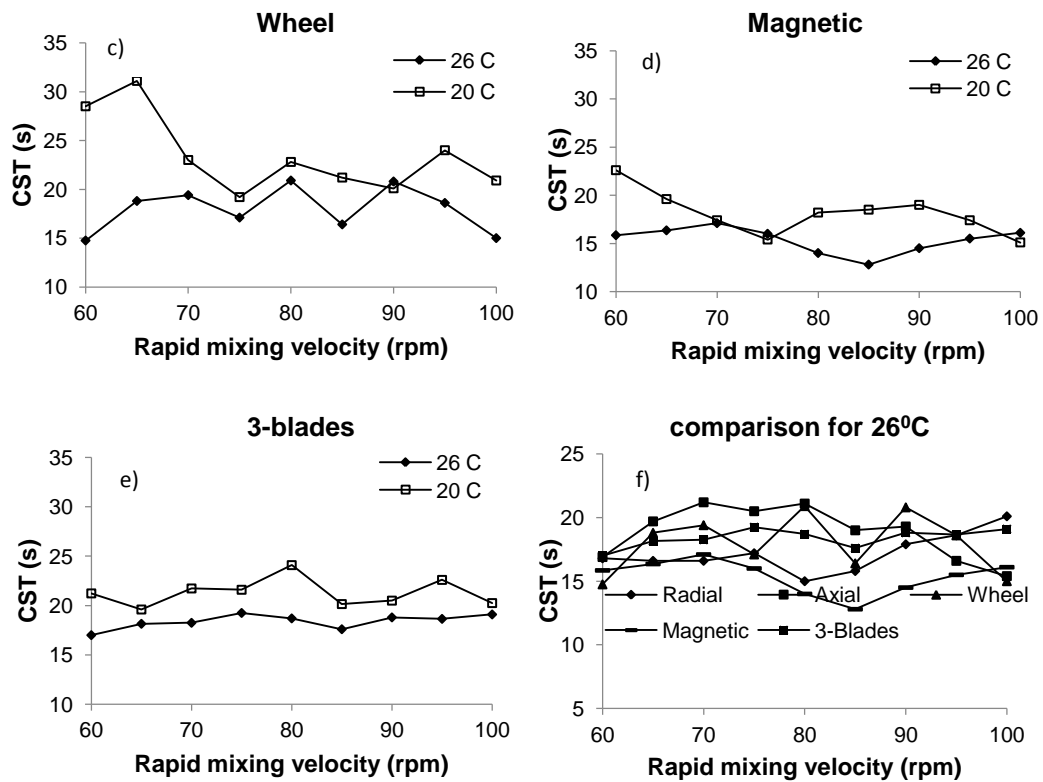 Wheel
c)
26 C
20 C
35
30
25
20
15
10
CST (s)
60 70 80 90 100
Rapid mixing velocity (rpm)
Magnetic
d)
26 C
20 C
35
30
25
20
15
10
CST (s)
60 70 80 90 100
Rapid mixing velocity (rpm)
3-blades
e)
26 C
20 C
35
30
25
20
15
10
CST (s)
60 70 80 90 100
Rapid mixing velocity (rpm)
comparison for 26⁰C
f)
25
20
15
10
5
CST (s)
Radial Axial Wheel
Magnetic 3-Blades
60 70 80 90 100
Rapid mixing velocity (rpm)